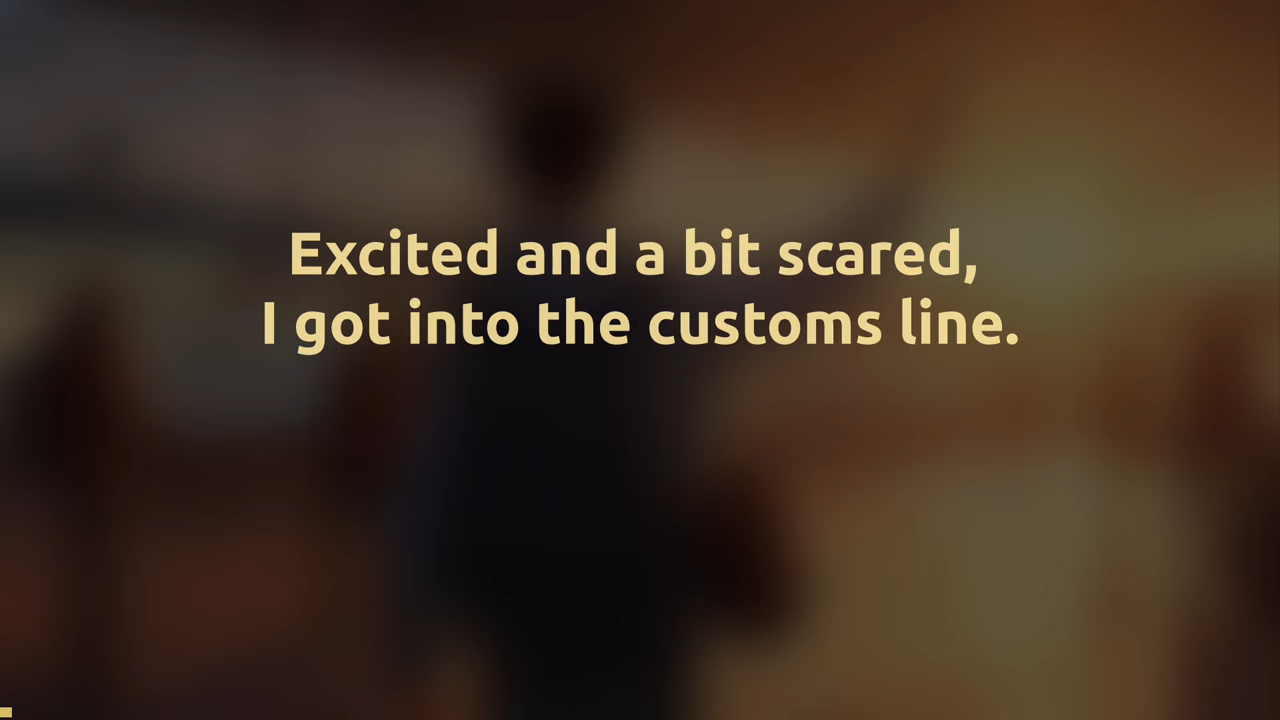 Excited and a bit scared,
I got into the customs line.